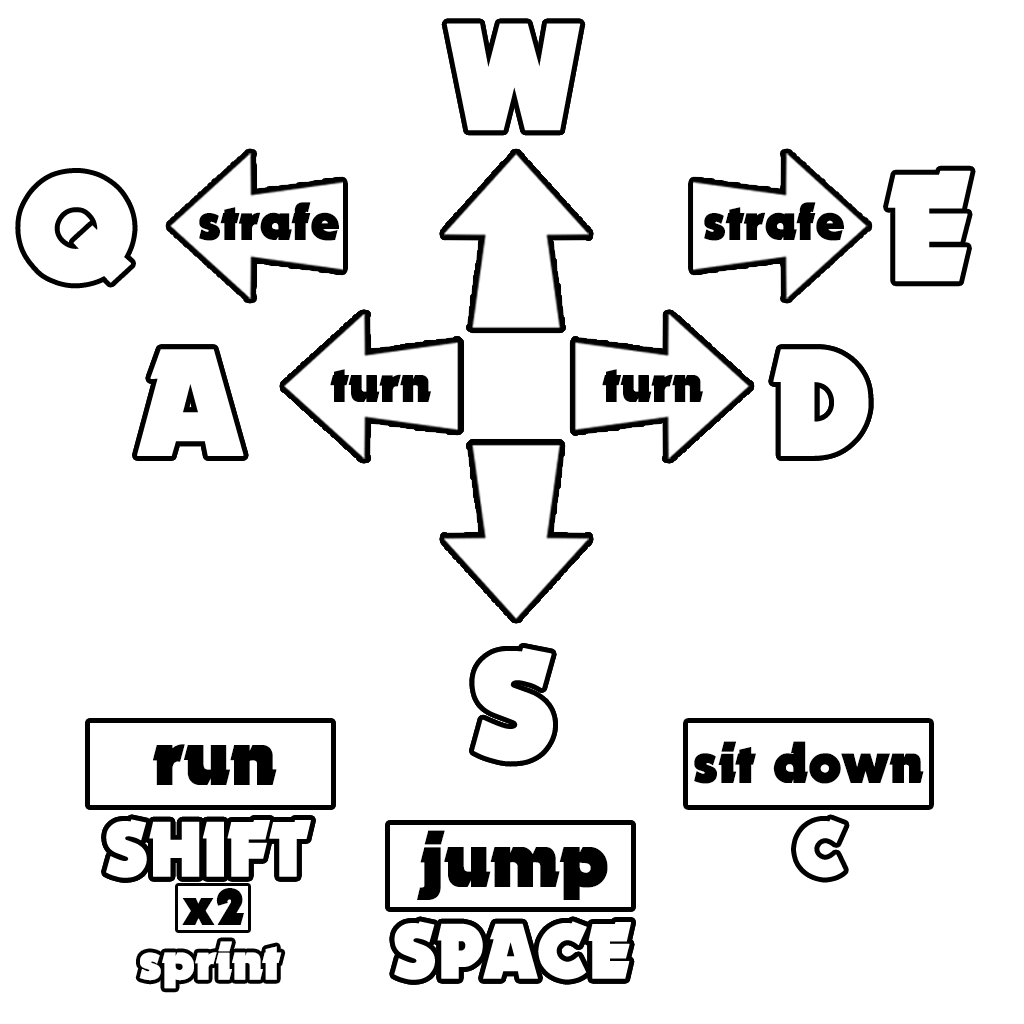 W
Q strafe strafe E
A turn turn D
S
run
SHIFT
x2
sprint
jump
SPACE
sit down
C